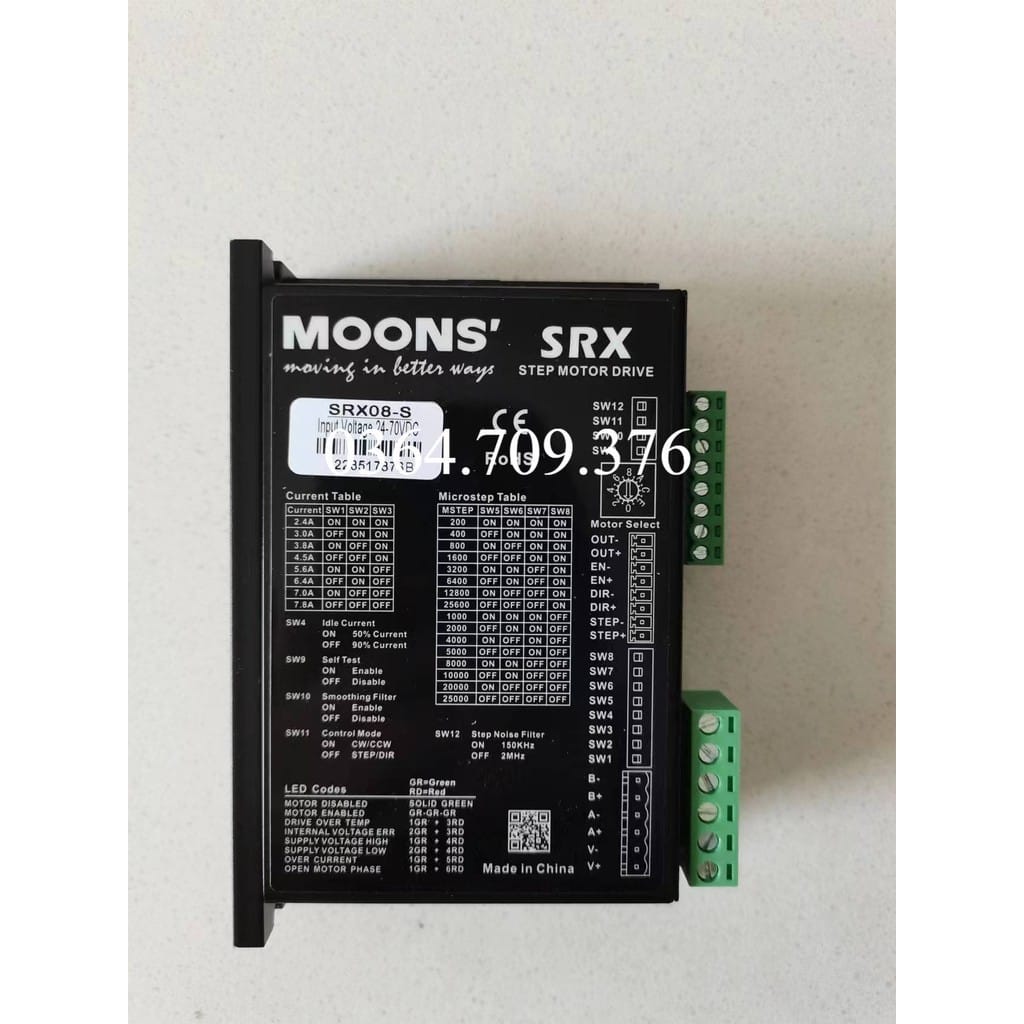 MOONS'
moving in better ways
SRX
STEP MOTOR DRIVE
SRX08-S
Input Voltage 24-70VDC
0364.709.376
CE
RoHS
SW12
SW11
SW10
Motor Select
Current Table
Current SW1 SW2 SW3
2.4A ON ON ON
3.0A OFF ON ON
3.8A ON OFF ON
4.5A OFF OFF ON
5.6A ON ON OFF
6.4A OFF ON OFF
7.0A ON OFF OFF
7.8A OFF OFF OFF
SW4 Idle Current
ON 50% Current
OFF 90% Current
SW9 Self Test
ON Enable
OFF Disable
SW10 Smoothing Filter
ON Enable
OFF Disable
SW11 Control Mode
ON CW/CCW
OFF STEP/DIR
Microstep Table
MSTEP SW5 SW6 SW7 SW8
200 ON ON ON ON
400 OFF ON ON ON
800 ON OFF ON ON
1600 OFF OFF ON ON
3200 ON ON OFF ON
6400 OFF ON OFF ON
12800 ON OFF OFF ON
25600 OFF OFF OFF ON
1000 ON ON ON OFF
2000 OFF ON ON OFF
4000 ON OFF ON OFF
5000 OFF OFF ON OFF
8000 ON ON OFF OFF
10000 OFF ON OFF OFF
20000 ON OFF OFF OFF
25000 OFF OFF OFF OFF
SW12 Step Noise Filter
ON 150KHz
OFF 2MHz
OUT-
OUT+
EN-
EN+
DIR-
DIR+
STEP-
STEP+
SW8
SW7
SW6
SW5
SW4
SW3
SW2
SW1
B-
B+
A-
A+
V-
V+
LED Codes GR=Green
RD=Red
MOTOR DISABLED SOLID GREEN
MOTOR ENABLED GR-GR-GR
DRIVE OVER TEMP 1GR + 3RD
INTERNAL VOLTAGE ERR 2GR + 3RD
SUPPLY VOLTAGE HIGH 1GR + 4RD
SUPPLY VOLTAGE LOW 2GR + 4RD
OVER CURRENT 1GR + 5RD
OPEN MOTOR PHASE 1GR + 6RD
Made in China